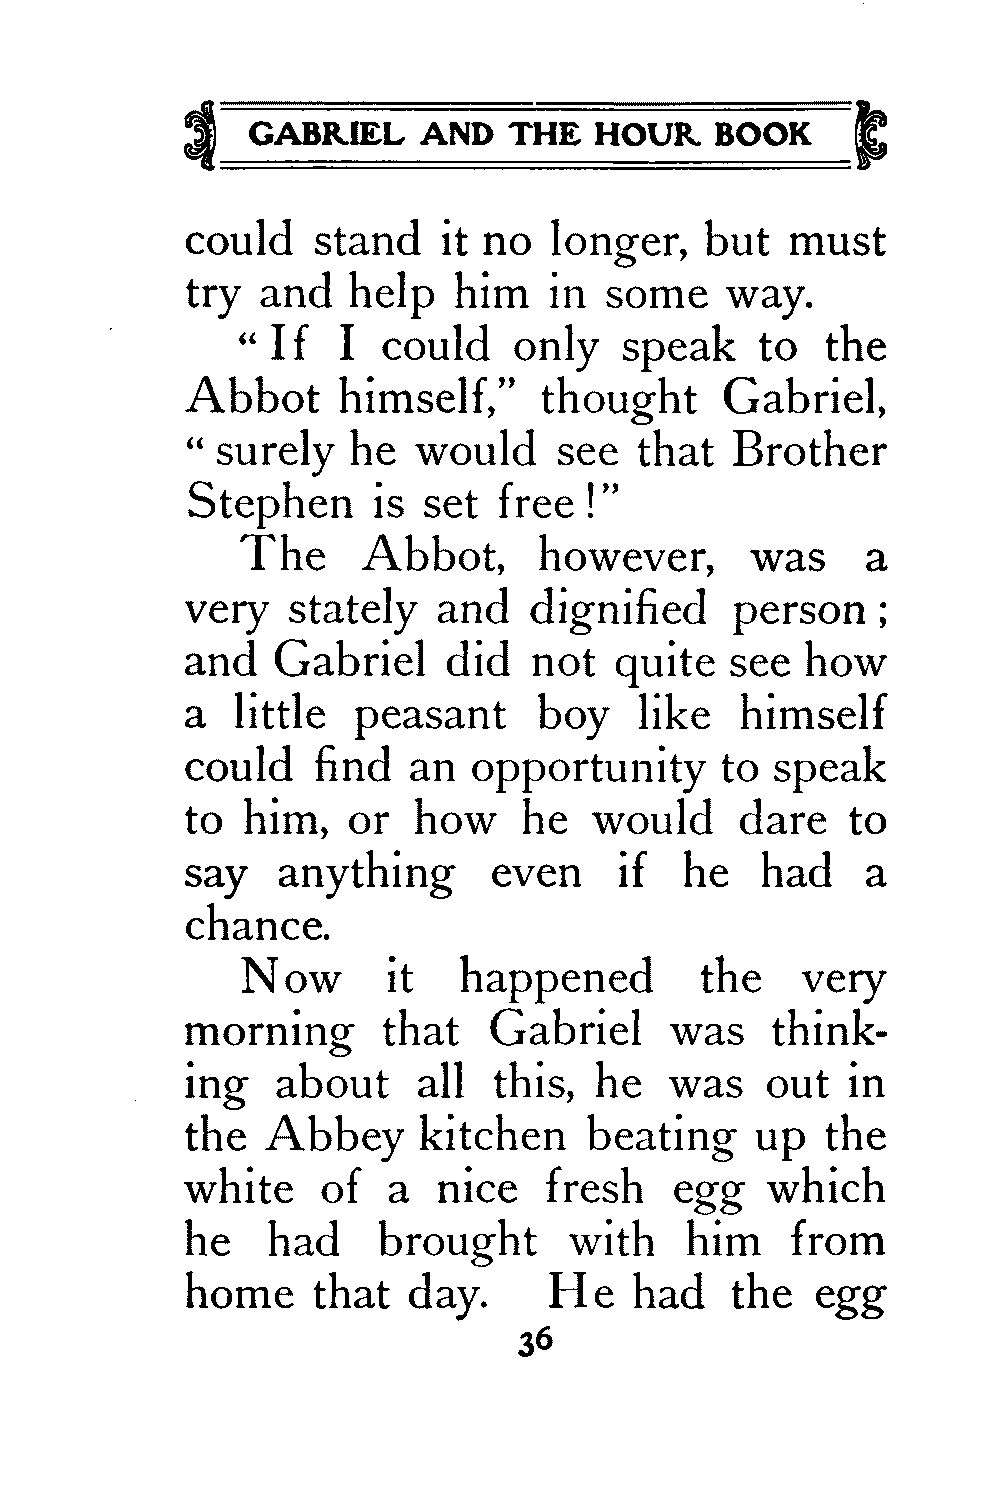 GABRIEL AND THE HOUR BOOK
could stand it no longer, but must
try and help him in some way.
“ If I could only speak to the
Abbot himself,” thought Gabriel,
“ surely he would see that Brother
Stephen is set free !”
The Abbot, however, was a
very stately and dignified person ;
and Gabriel did not quite see how
a little peasant boy like himself
could find an opportunity to speak
to him, or how he would dare to
say anything even if he had a
chance.
Now it happened the very
morning that Gabriel was think-
ing about all this, he was out in
the Abbey kitchen beating up the
white of a nice fresh egg which
he had brought with him from
home that day. He had the egg
36